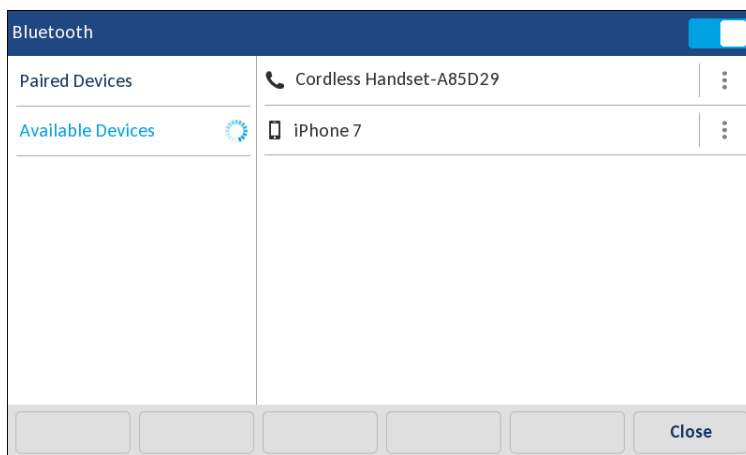 Bluetooth
Paired Devices
Available Devices
Cordless Handset-A85D29
iPhone 7
Close